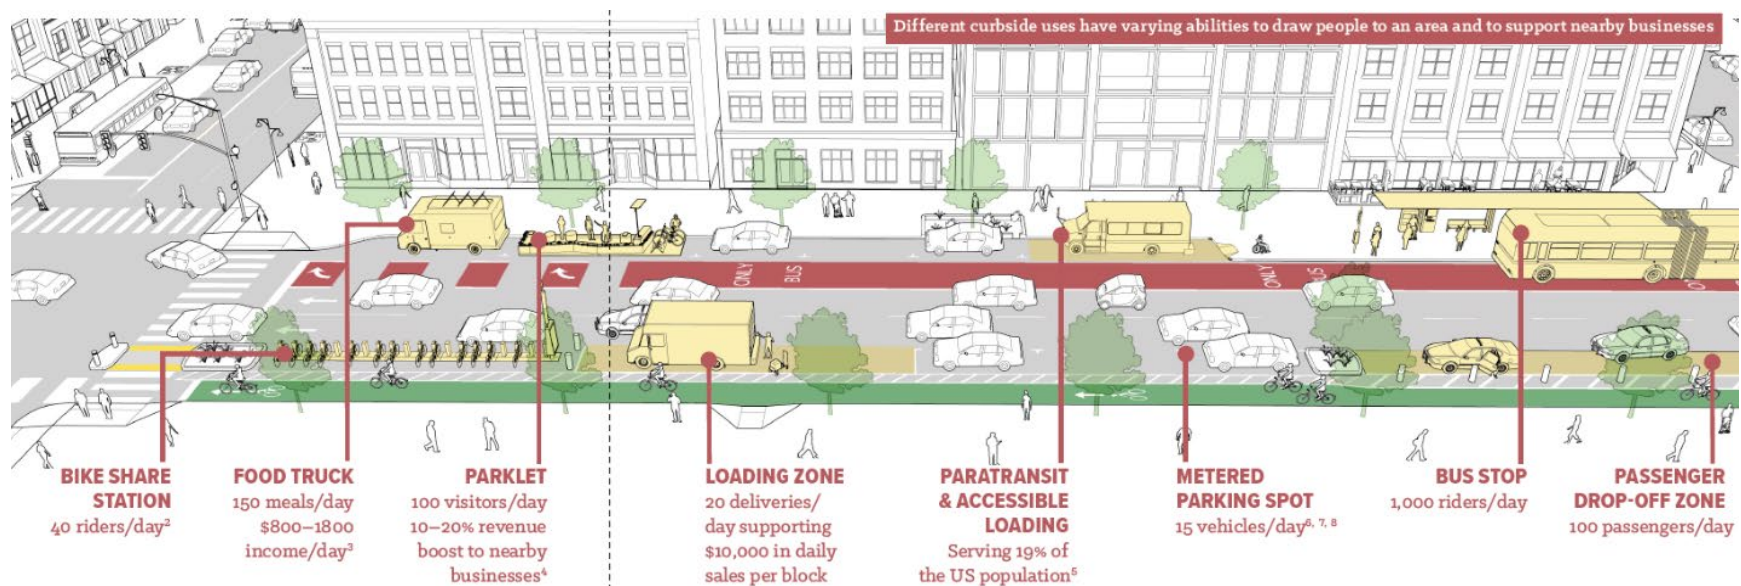 Different curbside uses have varying abilities to draw people to an area and to support nearby businesses
ONLY
BUS
ONLY
BUS
BIKE SHARE
STATION
40 riders/day²
FOOD TRUCK
150 meals/day
$800–1800
income/day³
PARKLET
100 visitors/day
10–20% revenue
boost to nearby
businesses⁴
LOADING ZONE
20 deliveries/
day supporting
$10,000 in daily
sales per block
PARATRANSIT
& ACCESSIBLE
LOADING
Serving 19% of
the US population⁵
METERED
PARKING SPOT
15 vehicles/day⁶, ⁷, ⁸
BUS STOP
1,000 riders/day
PASSENGER
DROP-OFF ZONE
100 passengers/day